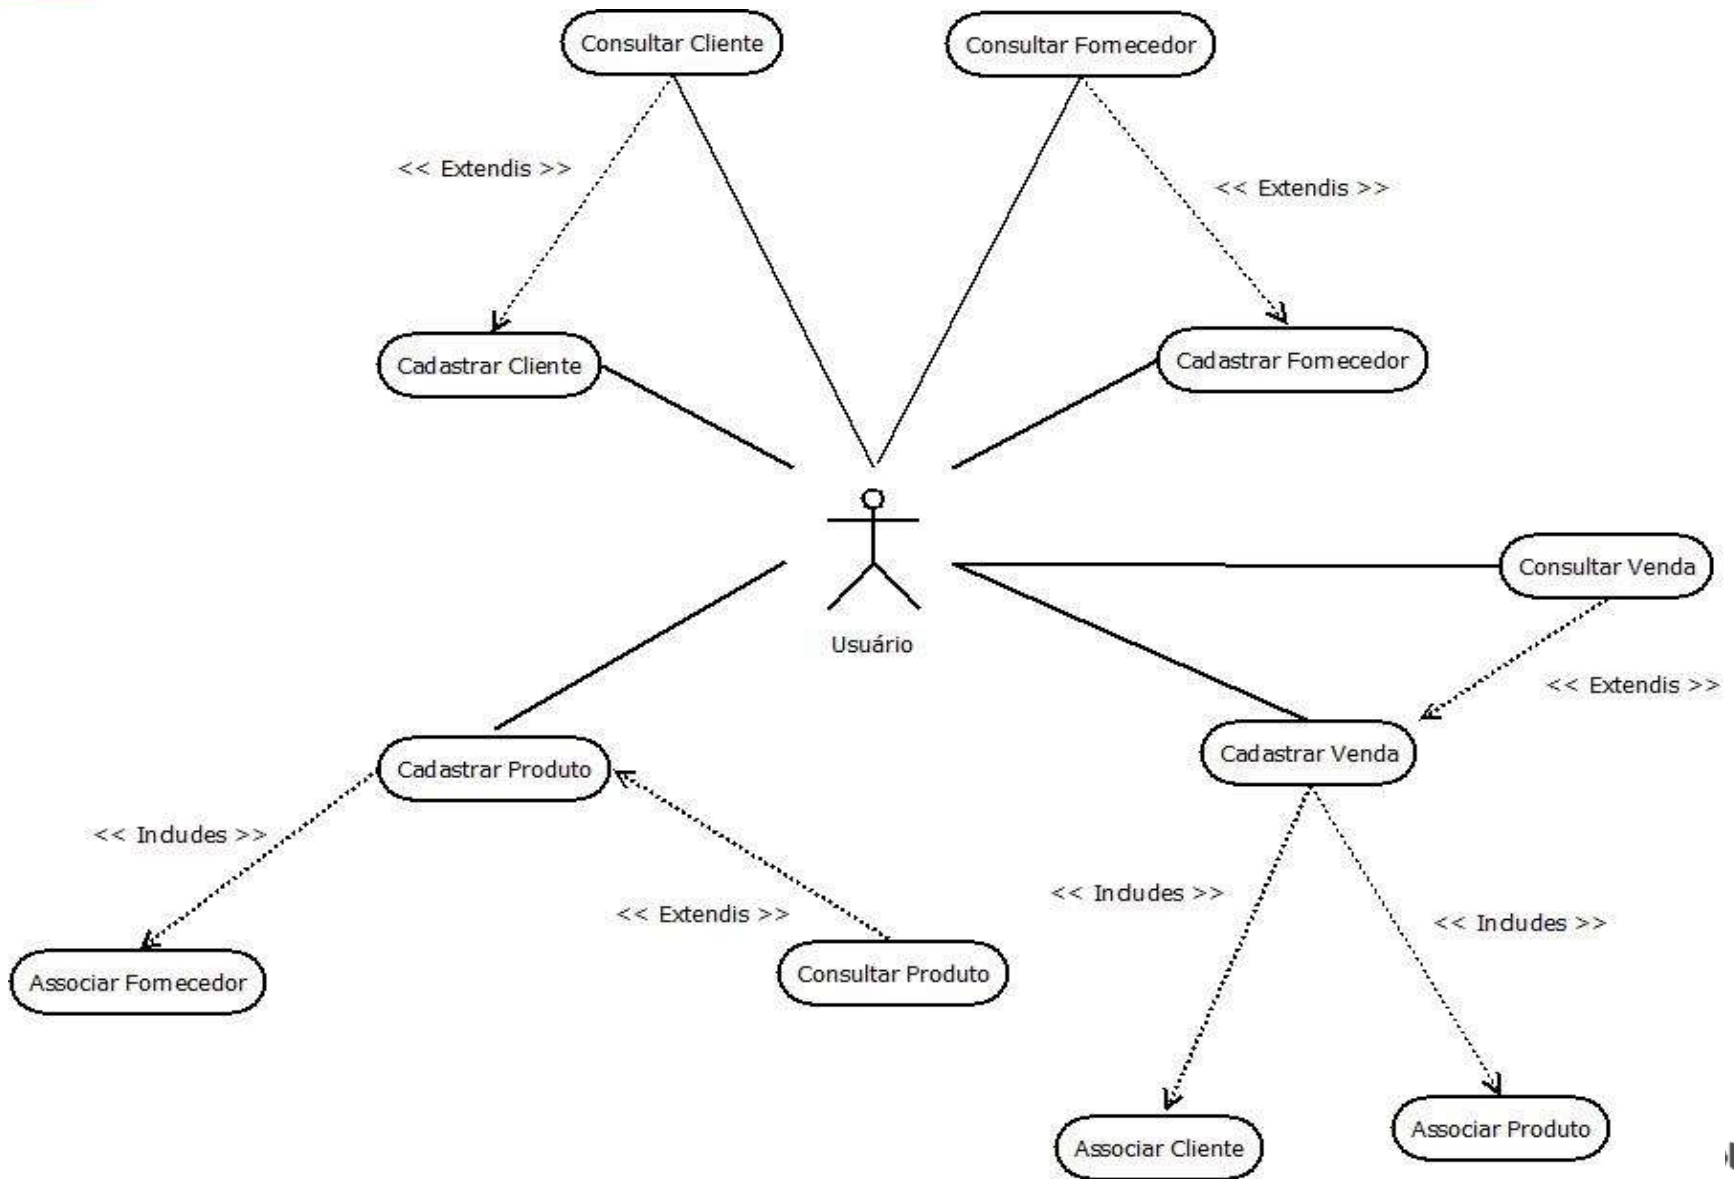 Consultar Cliente
Consultar Fornecedor
<< Extendis >>
<< Extendis >>
Cadastrar Cliente
Cadastrar Fornecedor
Consultar Venda
Usuário
<< Extendis >>
Cadastrar Venda
Cadastrar Produto
<< Includes >>
<< Includes >>
<< Extendis >>
<< Includes >>
Associar Fornecedor
Consultar Produto
Associar Cliente
Associar Produto